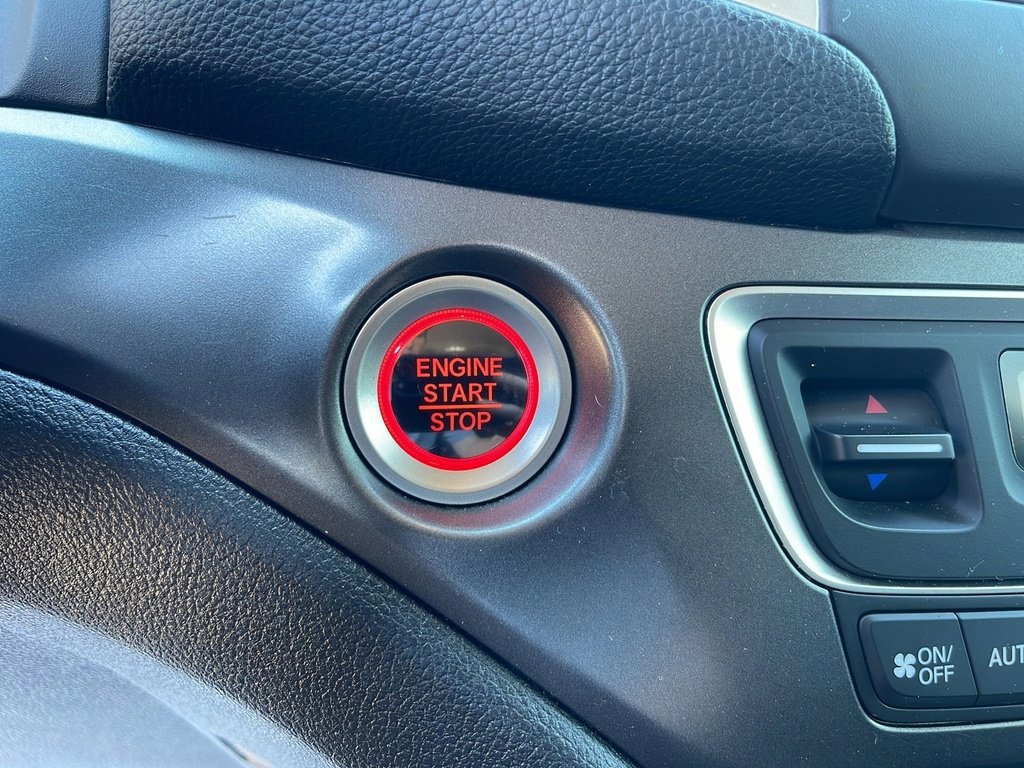 ENGINE
START
STOP
ON/
OFF
AUT